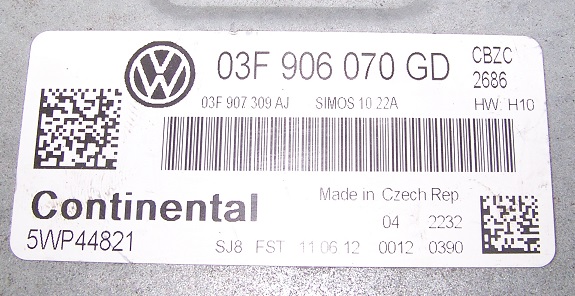 03F 906 070 GD CBZC
2686
03F 907 309 AJ SIMOS 10 22A HW: H10
Continental
Made in Czech Rep
04 2232
5WP44821
SJ8 FST 11 06 12 0012 0390